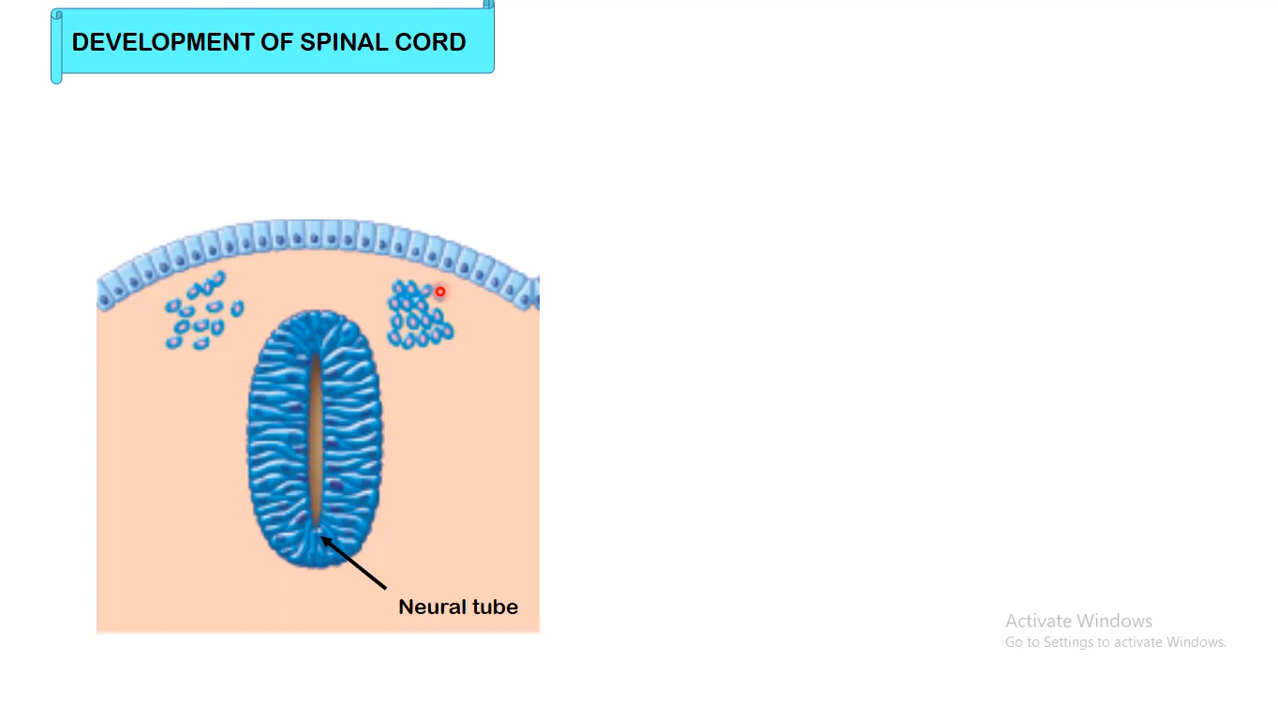 DEVELOPMENT OF SPINAL CORD
Neural tube
Activate Windows
Go to Settings to activate Windows.